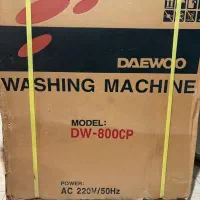 DAEWOO
WASHING MACHINE
MODEL:
DW-800CP
POWER:
AC 220V/50Hz